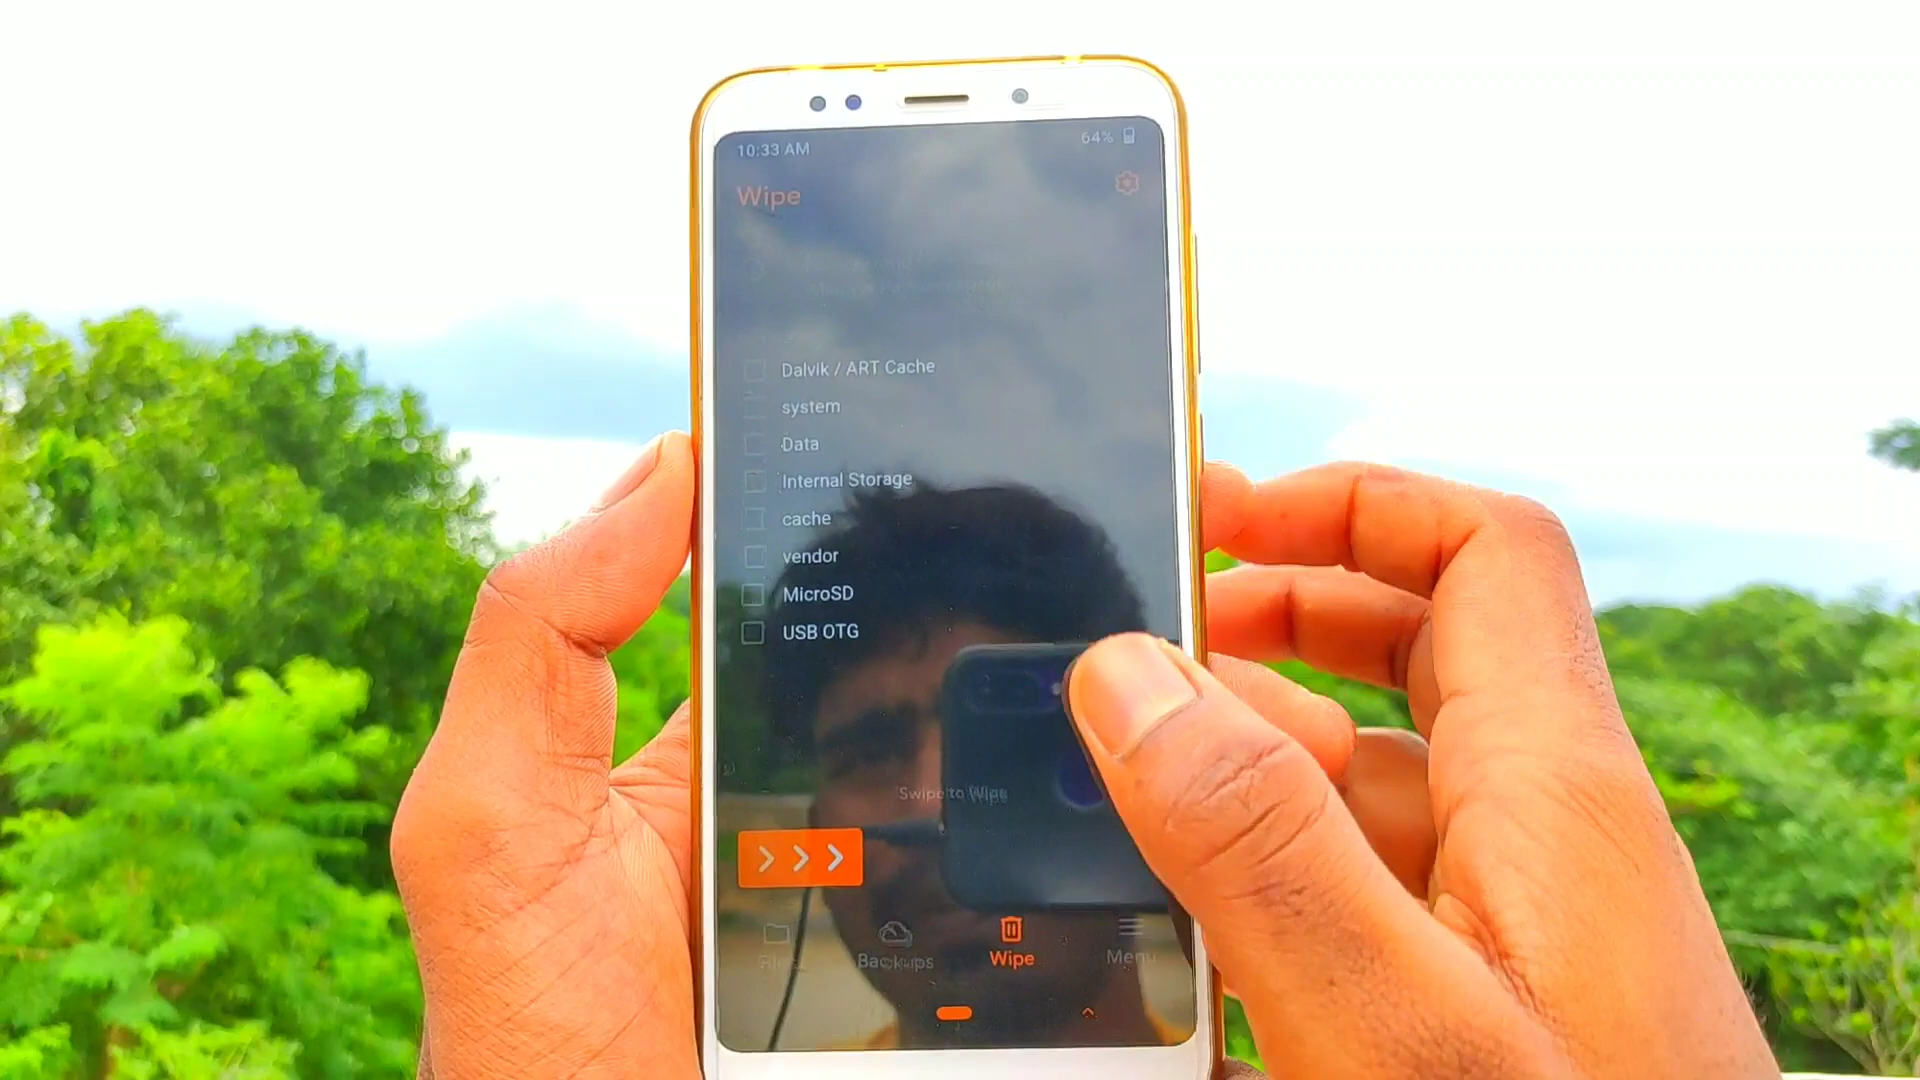 10:33 AM
64%
Wipe
Dalvik / ART Cache
system
Data
Internal Storage
cache
vendor
MicroSD
USB OTG
Swipe to Wipe
Backups
Wipe
Menu